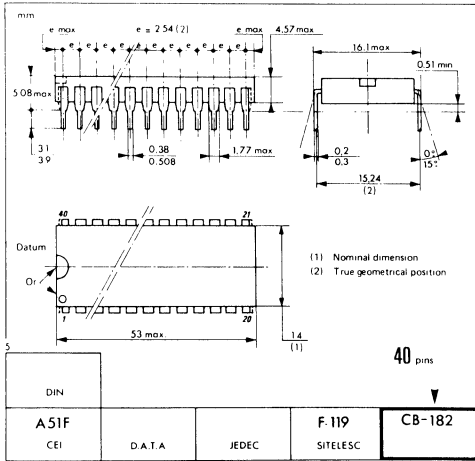 mm
e max e = 2.54 (2) e max
e e e e e e e e e
4.57 max
16.1 max
0.51 min
5.08 max
3.1
3.9
0.38
0.508
1,77 max
0,2
0.3
0°
15°
15,24
(2)
40 21
Datum
Or
1 20
53 max
14
(1)
(1) Nominal dimension
(2) True geometrical position
5
40 pins
DIN
A51F
CEI
D.A.T.A
JEDEC
F-119
SITELESC
CB-182